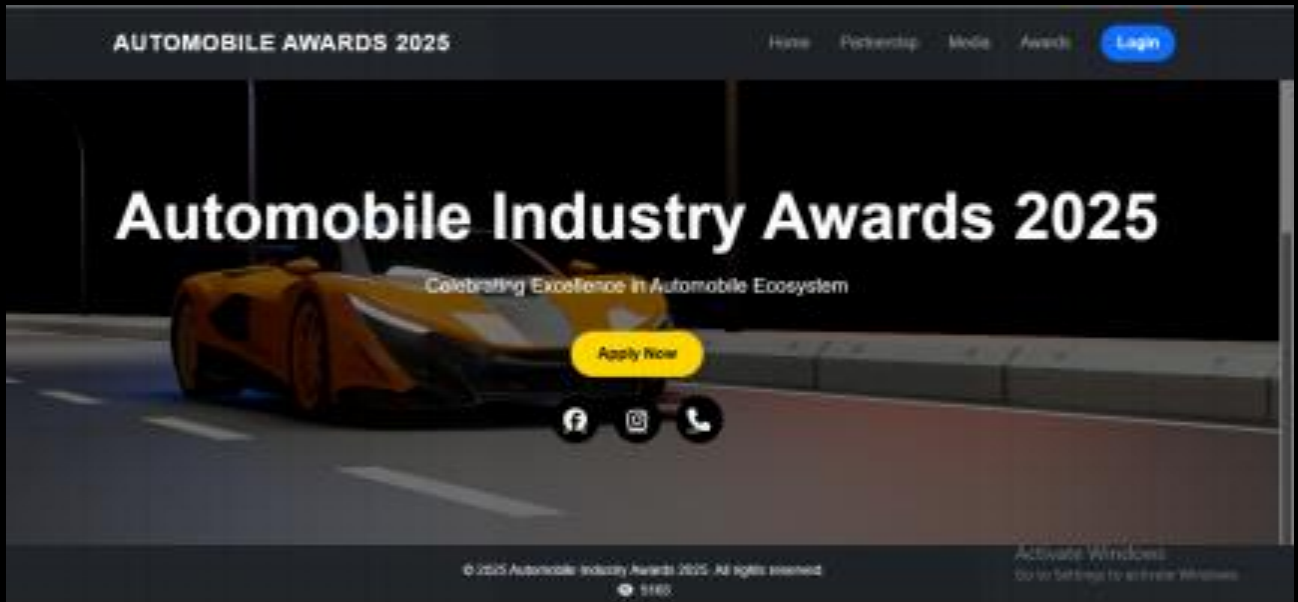 AUTOMOBILE AWARDS 2025
Home Partnership Media Awards Login
Automobile Industry Awards 2025
Celebrating Excellence in Automobile Ecosystem
Apply Now
© 2025 Automobile Industry Awards 2025. All rights reserved.
Activate Windows
Go to Settings to activate Windows.